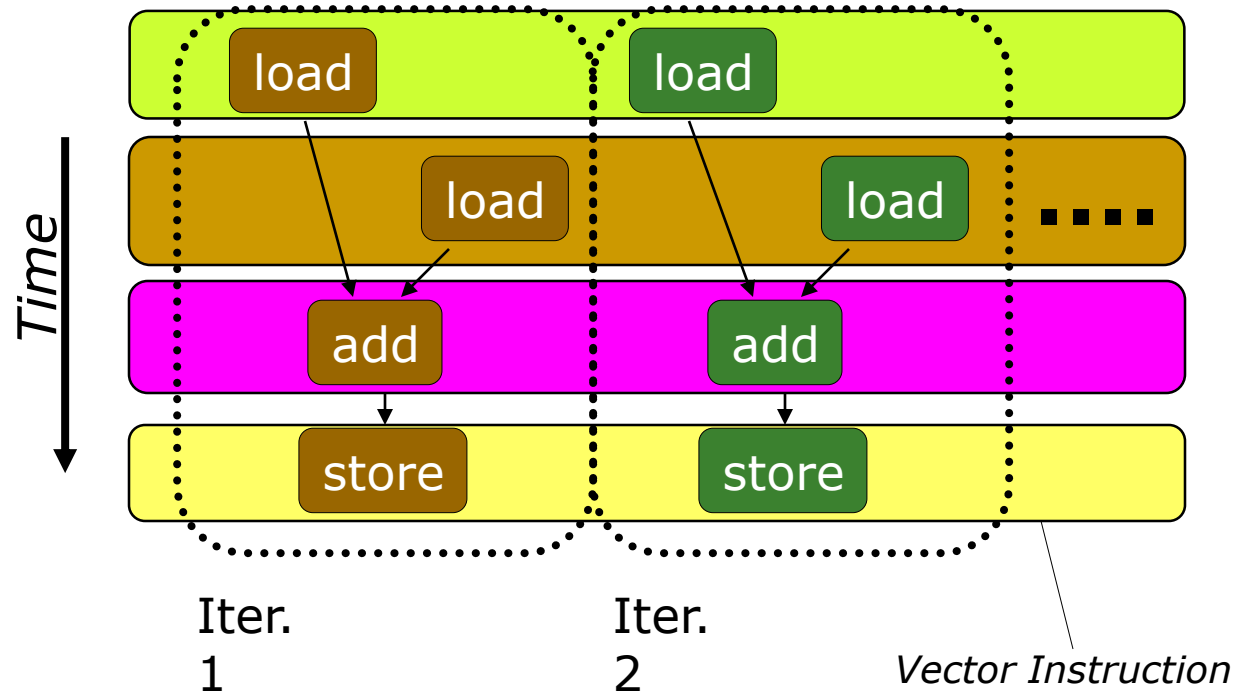 load
load
load
load
Time
add
add
store
store
Iter.
1
Iter.
2
Vector Instruction